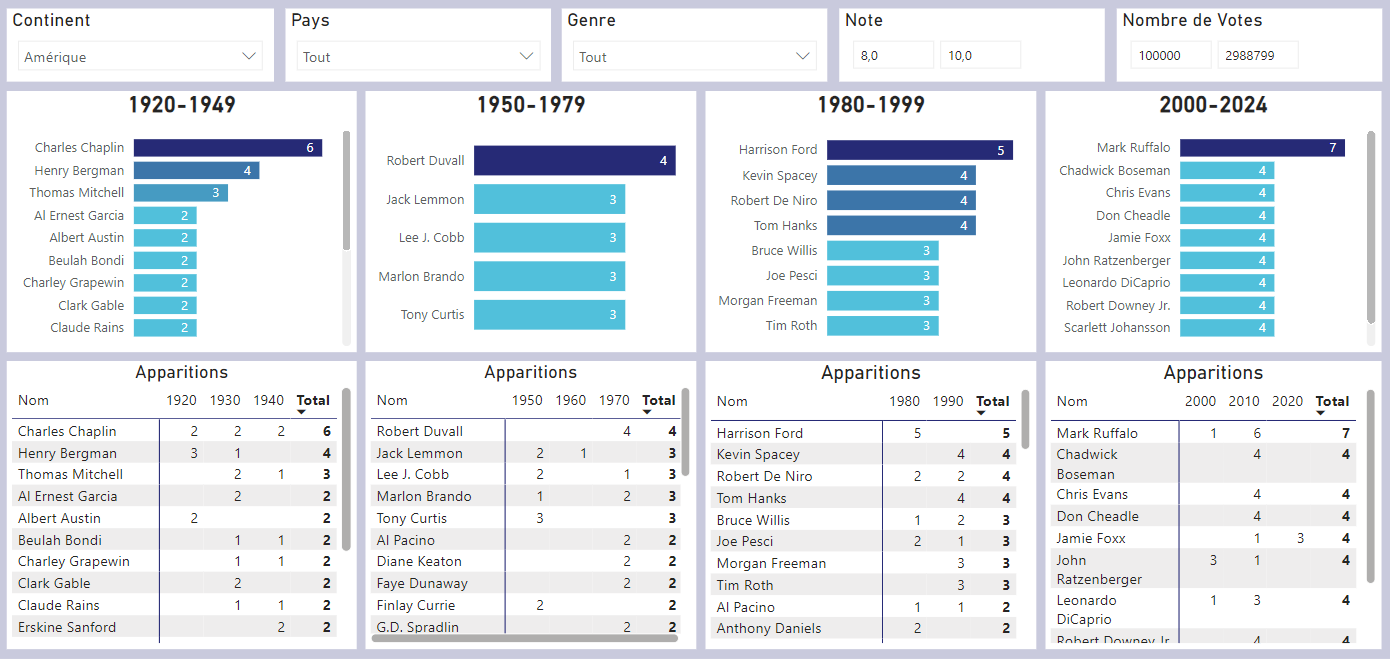 Continent
Amérique
Pays
Tout
Genre
Tout
Note
8,0 10,0
Nombre de Votes
100000 2988799
1920-1949
Charles Chaplin 6
Henry Bergman 4
Thomas Mitchell 3
Al Ernest Garcia 2
Albert Austin 2
Beulah Bondi 2
Charley Grapewin 2
Clark Gable 2
Claude Rains 2
1950-1979
Robert Duvall 4
Jack Lemmon 3
Lee J. Cobb 3
Marlon Brando 3
Tony Curtis 3
1980-1999
Harrison Ford 5
Kevin Spacey 4
Robert De Niro 4
Tom Hanks 4
Bruce Willis 3
Joe Pesci 3
Morgan Freeman 3
Tim Roth 3
2000-2024
Mark Ruffalo 7
Chadwick Boseman 4
Chris Evans 4
Don Cheadle 4
Jamie Foxx 4
John Ratzenberger 4
Leonardo DiCaprio 4
Robert Downey Jr. 4
Scarlett Johansson 4
Apparitions
Nom 1920 1930 1940 Total
Charles Chaplin 2 2 2 6
Henry Bergman 3 1 4
Thomas Mitchell 2 1 3
Al Ernest Garcia 2 2
Albert Austin 2 2
Beulah Bondi 1 1 2
Charley Grapewin 1 1 2
Clark Gable 2 2
Claude Rains 1 1 2
Erskine Sanford 2 2
Apparitions
Nom 1950 1960 1970 Total
Robert Duvall 4 4
Jack Lemmon 2 1 3
Lee J. Cobb 2 1 3
Marlon Brando 1 2 3
Tony Curtis 3 3
Al Pacino 2 2
Diane Keaton 2 2
Faye Dunaway 2 2
Finlay Currie 2 2
G.D. Spradlin 2 2
Apparitions
Nom 1980 1990 Total
Harrison Ford 5 5
Kevin Spacey 4 4
Robert De Niro 2 2 4
Tom Hanks 4 4
Bruce Willis 1 2 3
Joe Pesci 2 1 3
Morgan Freeman 3 3
Tim Roth 3 3
Al Pacino 1 1 2
Anthony Daniels 2 2
Apparitions
Nom 2000 2010 2020 Total
Mark Ruffalo 1 6 7
Chadwick 4 4
Boseman
Chris Evans 4 4
Don Cheadle 4 4
Jamie Foxx 1 3 4
John 3 1 4
Ratzenberger
Leonardo 1 3 4
DiCaprio
Robert Downey Jr. 4 4